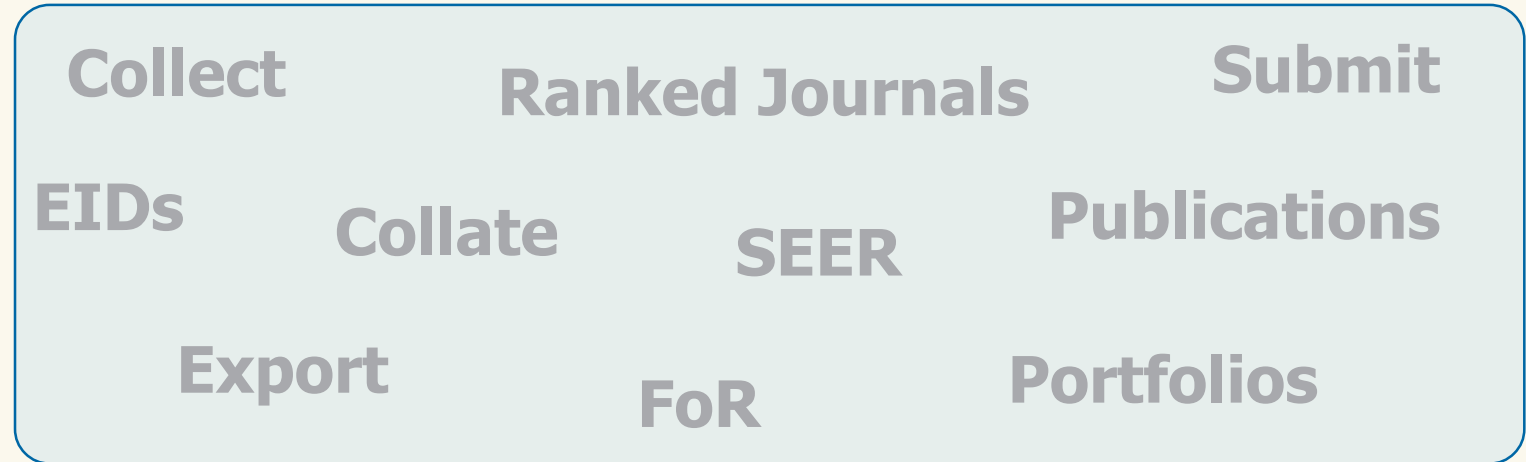 Collect Ranked Journals Submit
EIDs Collate SEER Publications
Export FoR Portfolios